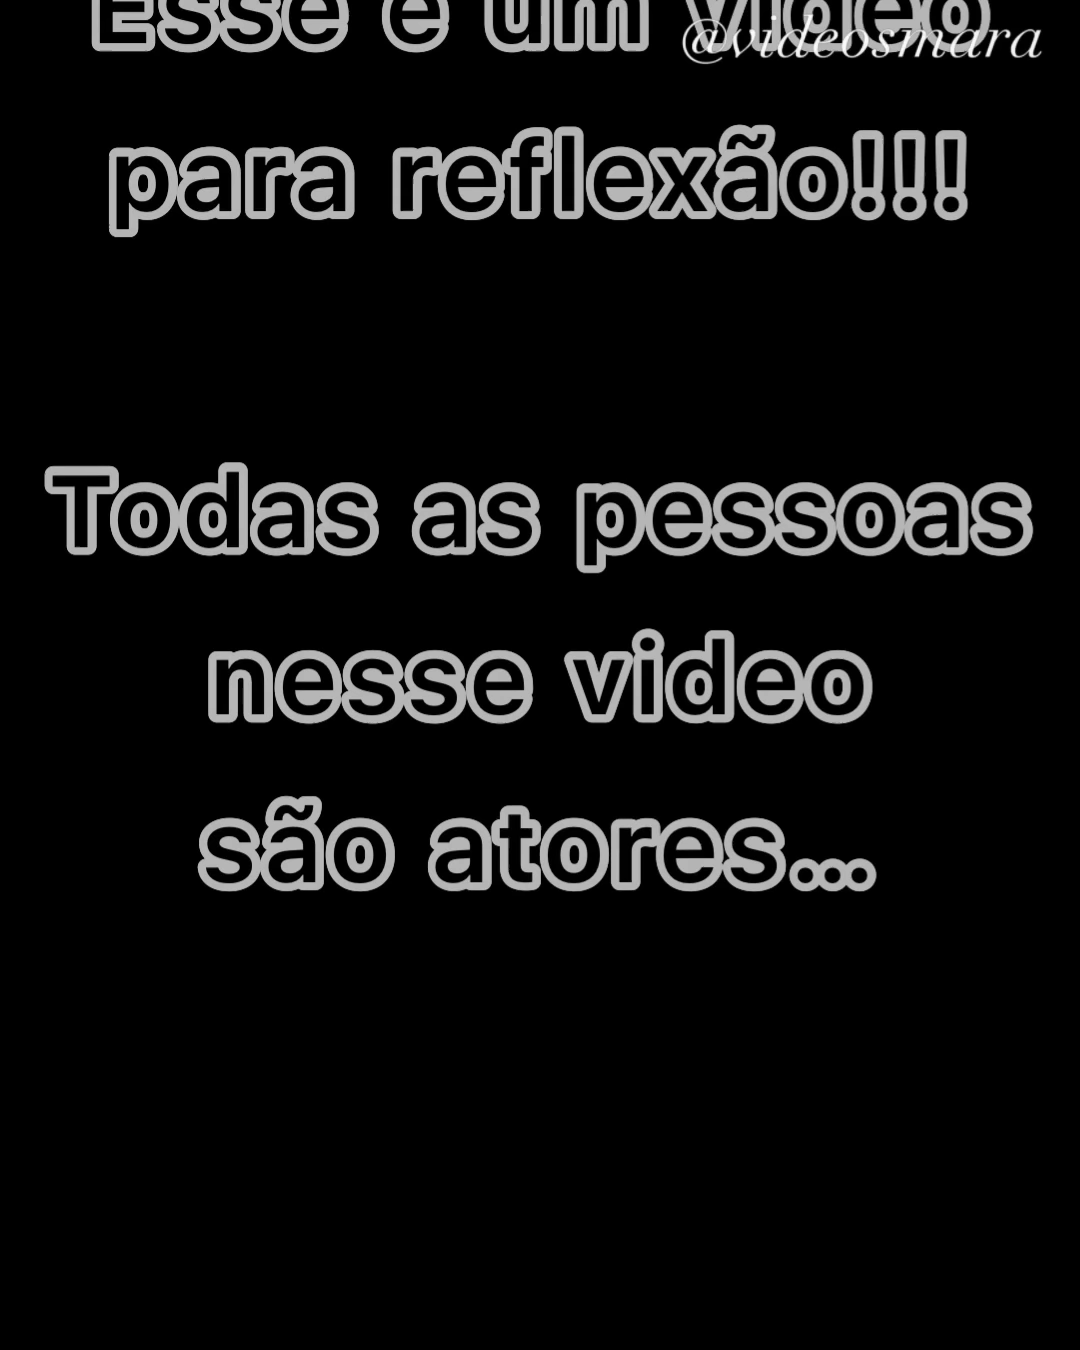 Esse é um video
@videosmara
para reflexão!!!
Todas as pessoas
nesse video
são atores...